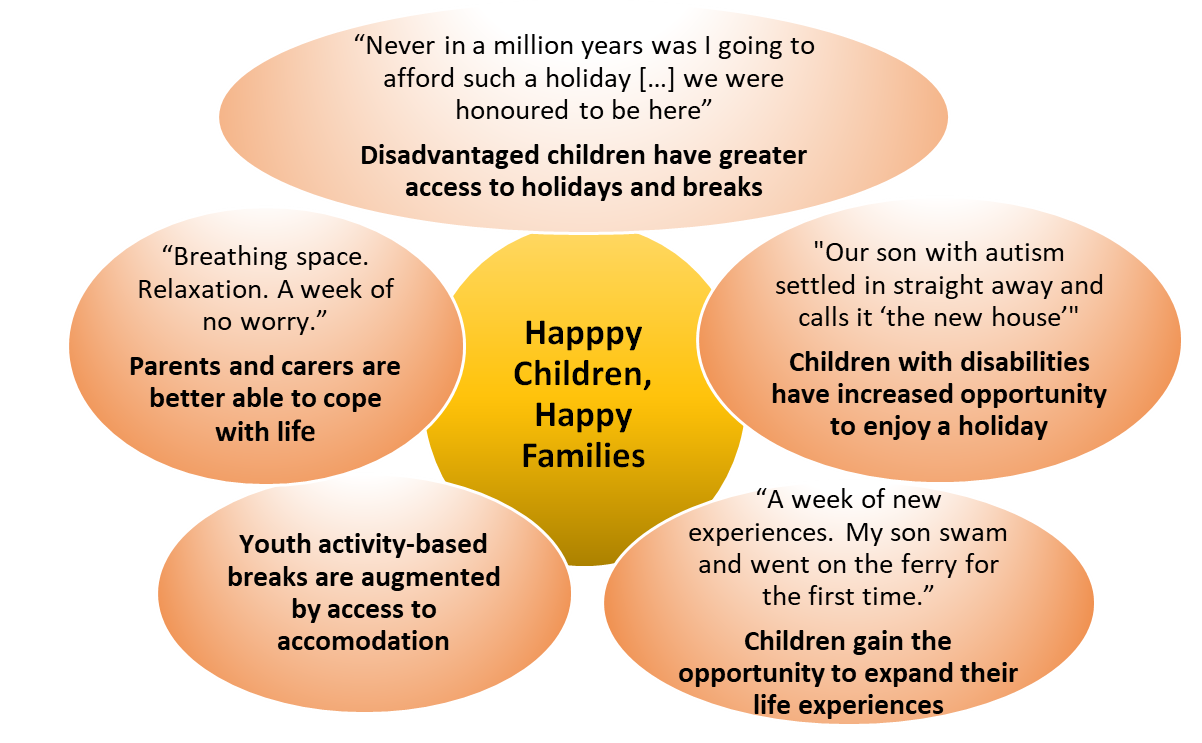 “Never in a million years was I going to
afford such a holiday […] we were
honoured to be here”
Disadvantaged children have greater
access to holidays and breaks
“Breathing space.
Relaxation. A week of
no worry.”
Parents and carers are
better able to cope
with life
Happpy
Children,
Happy
Families
"Our son with autism
settled in straight away and
calls it ‘the new house’"
Children with disabilities
have increased opportunity
to enjoy a holiday
Youth activity-based
breaks are augmented
by access to
accomodation
“A week of new
experiences.  My son swam
and went on the ferry for
the first time.”
Children gain the
opportunity to expand their
life experiences